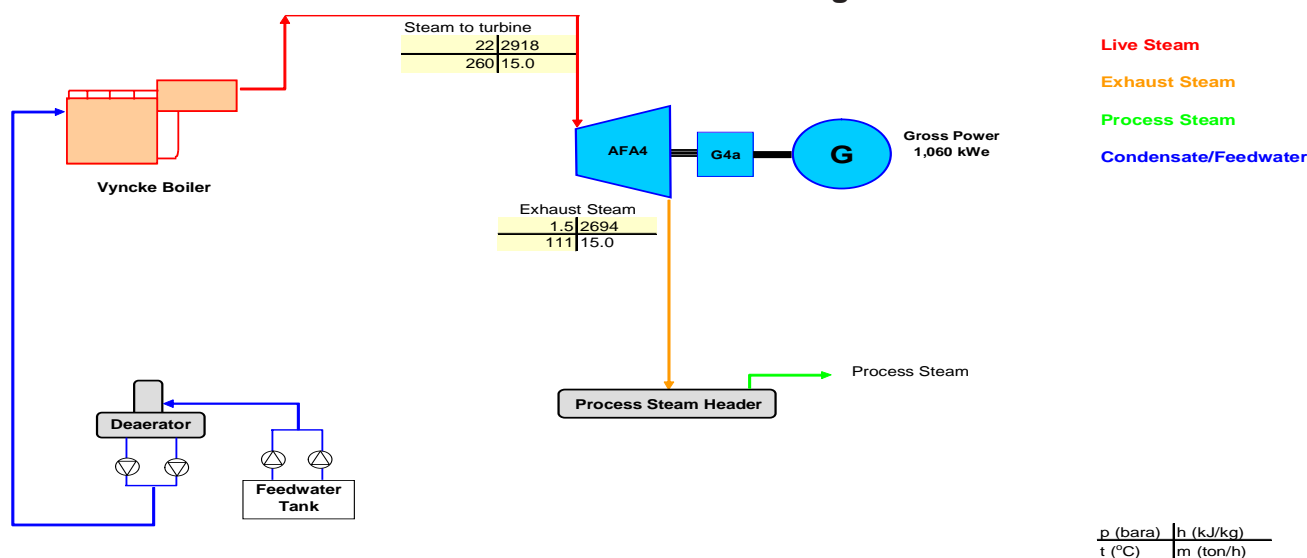 Steam to turbine
22 2918
260 15.0
Live Steam
Exhaust Steam
Process Steam
Condensate/Feedwater
AFA4
G4a
G
Gross Power
1,060 kWe
Vyncke Boiler
Exhaust Steam
1.5 2694
111 15.0
Process Steam
Process Steam Header
Deaerator
Feedwater
Tank
p (bara) h (kJ/kg)
t (°C) m (ton/h)